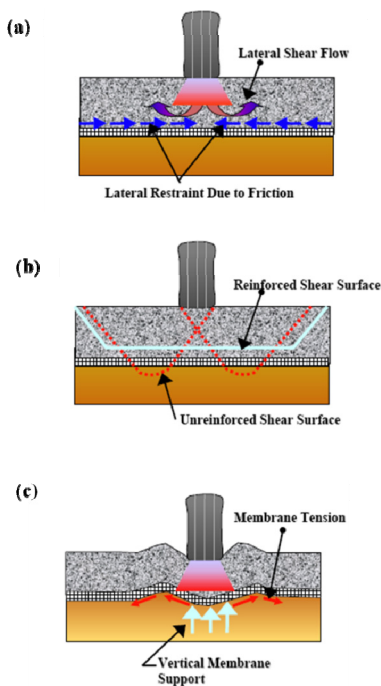 (a)
Lateral Shear Flow
Lateral Restraint Due to Friction
(b)
Reinforced Shear Surface
Unreinforced Shear Surface
(c)
Membrane Tension
Vertical Membrane
Support